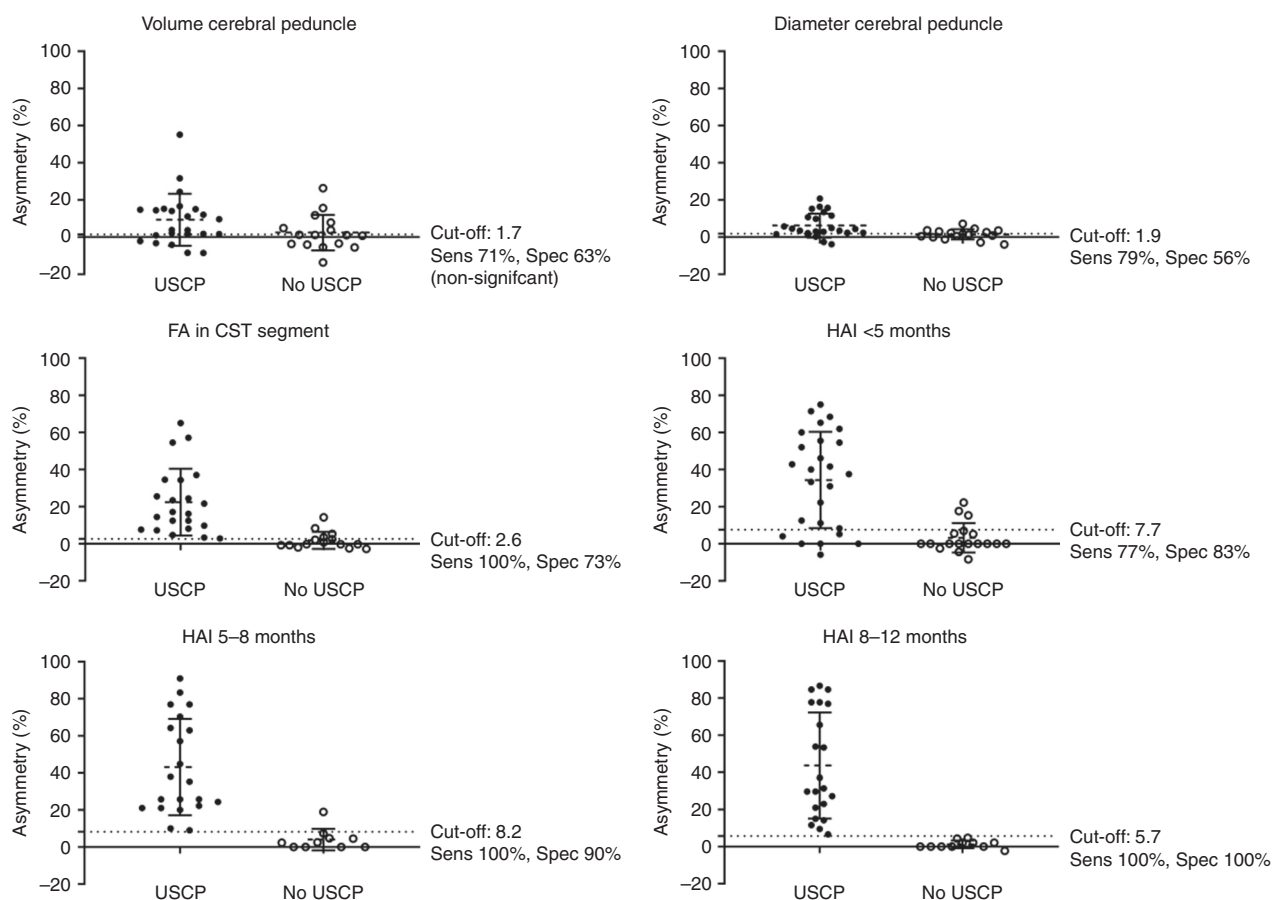 Volume cerebral peduncle
Asymmetry (%)
100
80
60
40
20
0
–20
USCP No USCP
Cut-off: 1.7
Sens 71%, Spec 63%
(non-signifcant)
Diameter cerebral peduncle
Asymmetry (%)
100
80
60
40
20
0
–20
USCP No USCP
Cut-off: 1.9
Sens 79%, Spec 56%
FA in CST segment
Asymmetry (%)
100
80
60
40
20
0
–20
USCP No USCP
Cut-off: 2.6
Sens 100%, Spec 73%
HAI <5 months
Asymmetry (%)
100
80
60
40
20
0
–20
USCP No USCP
Cut-off: 7.7
Sens 77%, Spec 83%
HAI 5–8 months
Asymmetry (%)
100
80
60
40
20
0
–20
USCP No USCP
Cut-off: 8.2
Sens 100%, Spec 90%
HAI 8–12 months
Asymmetry (%)
100
80
60
40
20
0
–20
USCP No USCP
Cut-off: 5.7
Sens 100%, Spec 100%